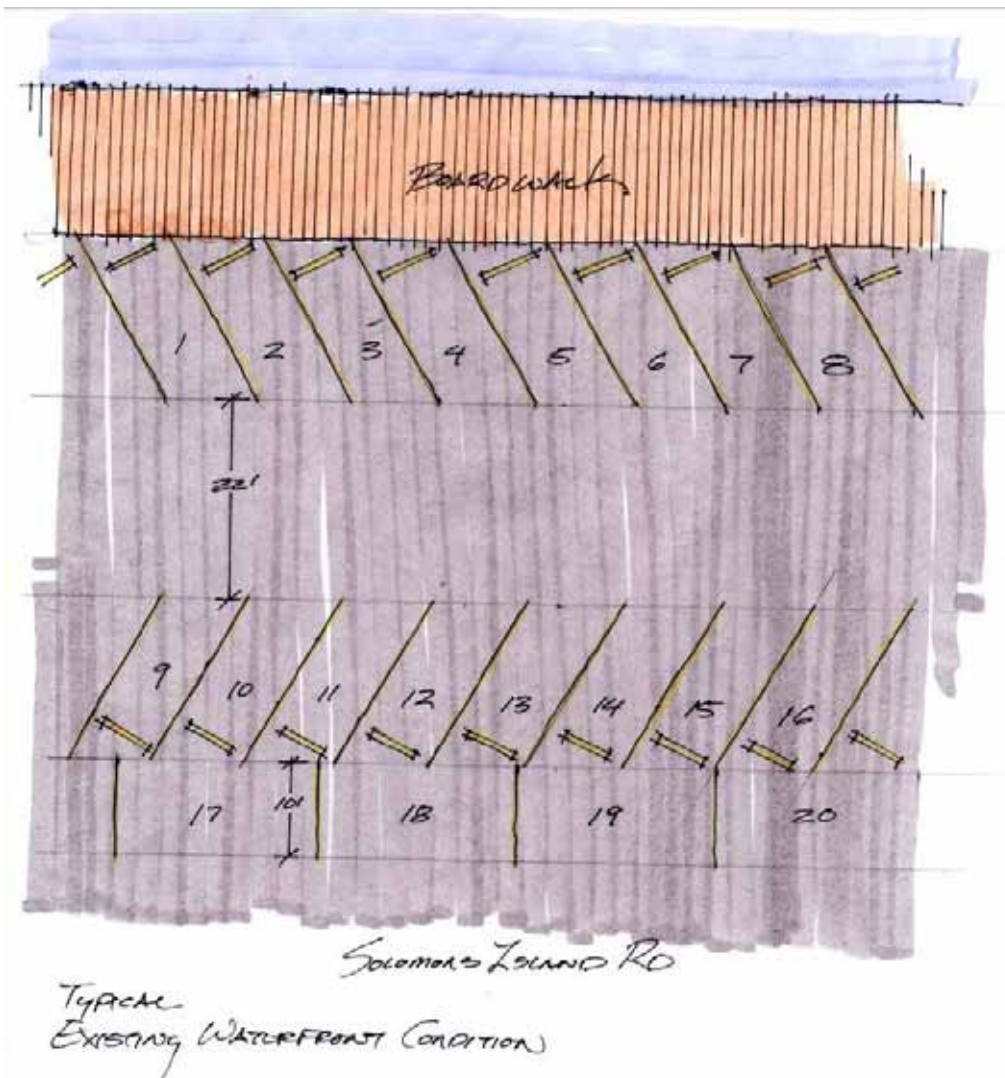 BOARDWALK
1 2 3 4 5 6 7 8
22'
9 10 11 12 13 14 15 16
17 10' 18 19 20
SOLOMONS ISLAND RD
TYPICAL
EXISTING WATERFRONT CONDITION